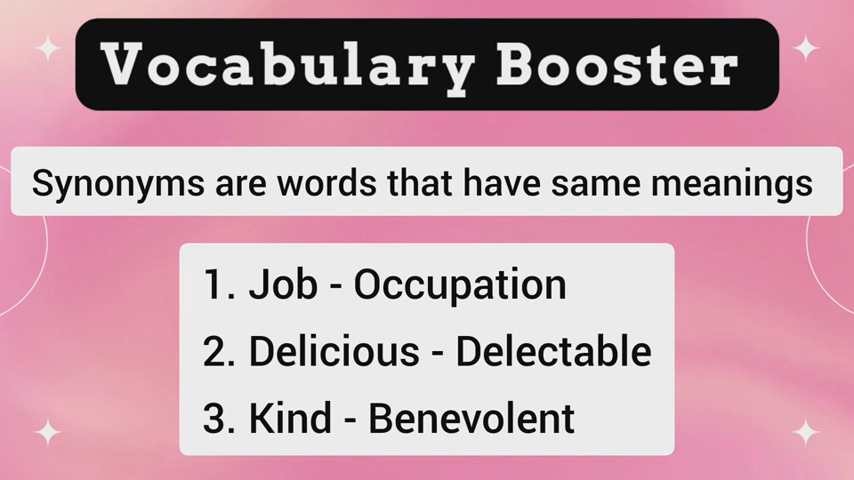 Vocabulary Booster
Synonyms are words that have same meanings
1. Job - Occupation
2. Delicious - Delectable
3. Kind - Benevolent